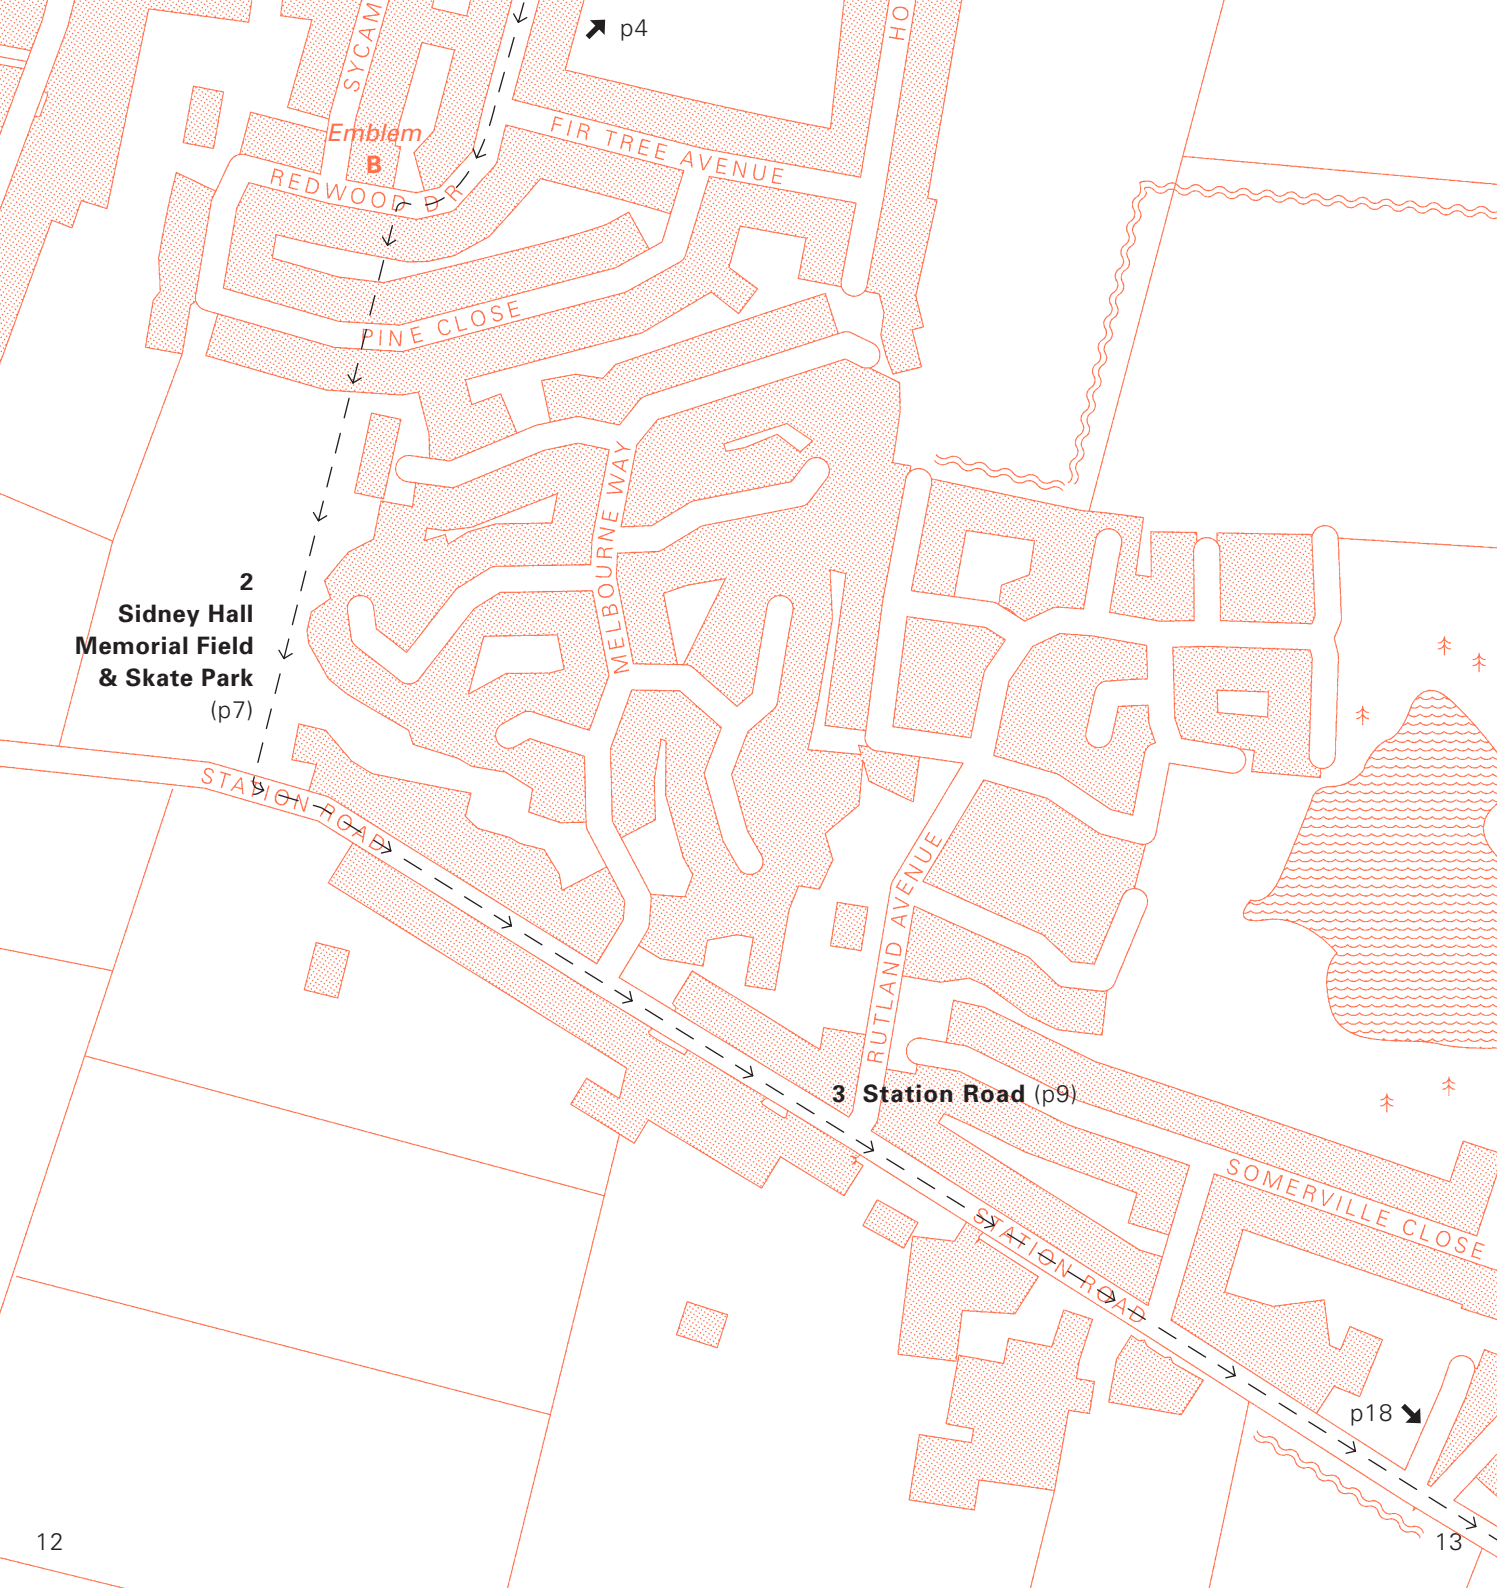 p4
SYCAM
HO
Emblem
B
FIR TREE AVENUE
REDWOOD DR
PINE CLOSE
MELBOURNE WAY
2
Sidney Hall
Memorial Field
& Skate Park
(p7)
STATION ROAD
RUTLAND AVENUE
3 Station Road (p9)
SOMERVILLE CLOSE
STATION ROAD
p18
12
13